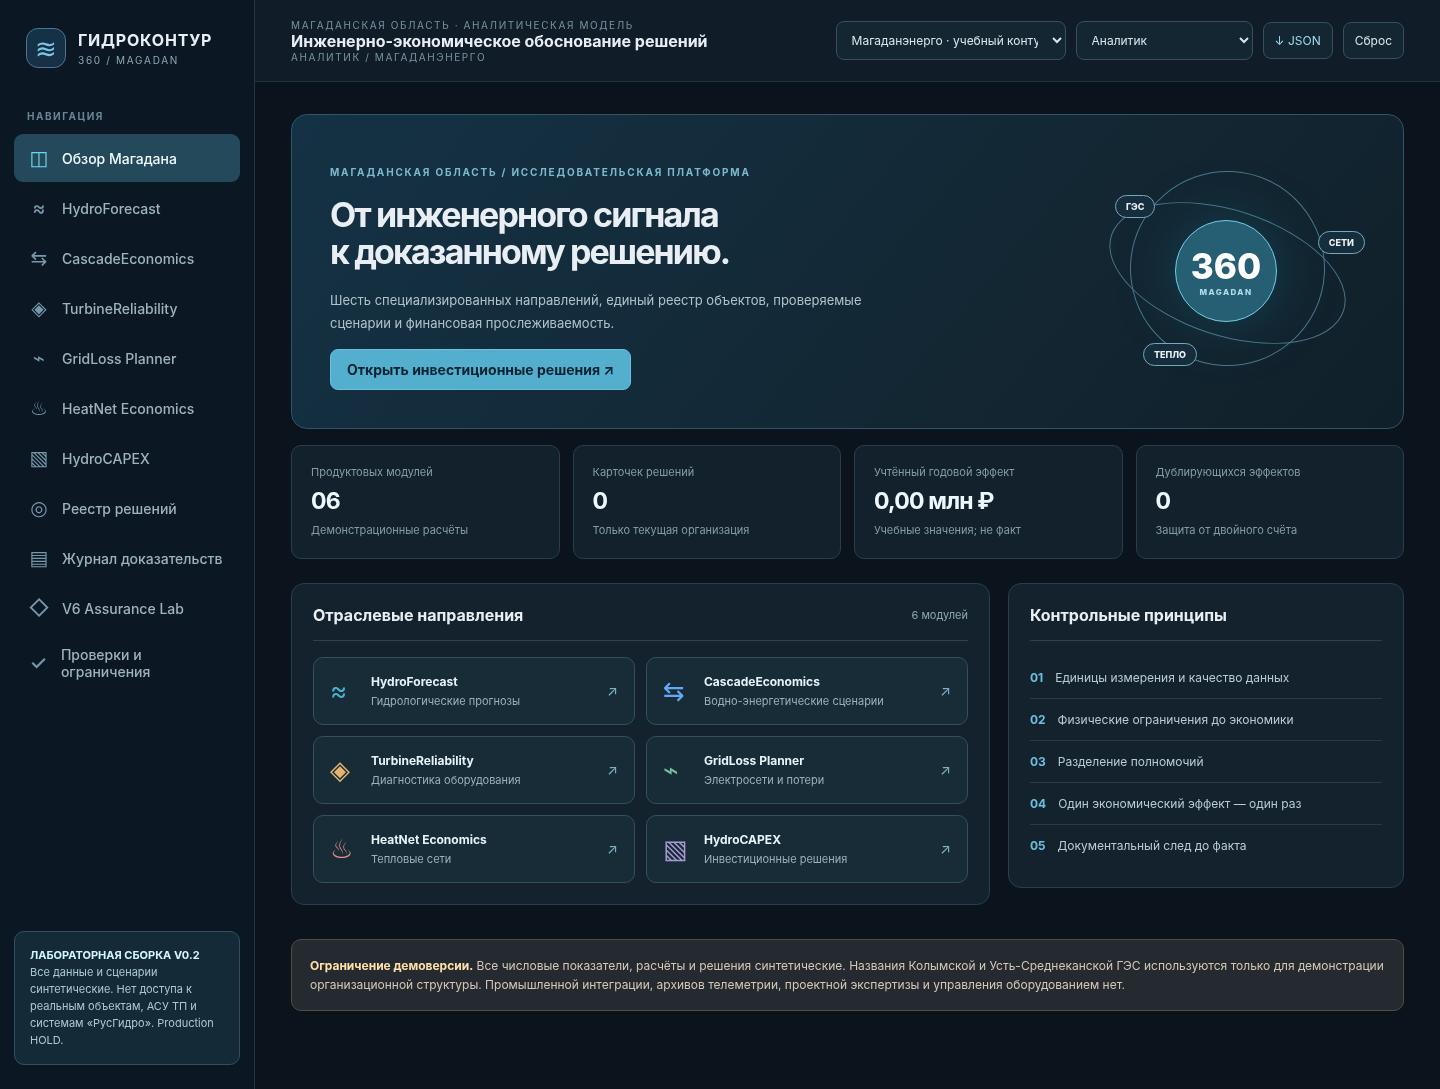 ГИДРОКОНТУР
360 / MAGADAN
НАВИГАЦИЯ
Обзор Магадана
HydroForecast
CascadeEconomics
TurbineReliability
GridLoss Planner
HeatNet Economics
HydroCAPEX
Реестр решений
Журнал доказательств
V6 Assurance Lab
Проверки и
ограничения
ЛАБОРАТОРНАЯ СБОРКА V0.2
Все данные и сценарии
синтетические. Нет доступа к
реальным объектам, АСУ ТП и
системам «РусГидро». Production
HOLD.
МАГАДАНСКАЯ ОБЛАСТЬ · АНАЛИТИЧЕСКАЯ МОДЕЛЬ
Инженерно-экономическое обоснование решений
АНАЛИТИК / МАГАДАНЭНЕРГО
Магаданэнерго · учебный конту
Аналитик
↓ JSON
Сброс
МАГАДАНСКАЯ ОБЛАСТЬ / ИССЛЕДОВАТЕЛЬСКАЯ ПЛАТФОРМА
От инженерного сигнала
к доказанному решению.
Шесть специализированных направлений, единый реестр объектов, проверяемые
сценарии и финансовая прослеживаемость.
Открыть инвестиционные решения ↗
ГЭС
СЕТИ
360
MAGADAN
ТЕПЛО
Продуктовых модулей
06
Демонстрационные расчёты
Карточек решений
0
Только текущая организация
Учтённый годовой эффект
0,00 млн ₽
Учебные значения; не факт
Дублирующихся эффектов
0
Защита от двойного счёта
Отраслевые направления
6 модулей
HydroForecast
Гидрологические прогнозы
↗
CascadeEconomics
Водно-энергетические сценарии
↗
TurbineReliability
Диагностика оборудования
↗
GridLoss Planner
Электросети и потери
↗
HeatNet Economics
Тепловые сети
↗
HydroCAPEX
Инвестиционные решения
↗
Контрольные принципы
01 Единицы измерения и качество данных
02 Физические ограничения до экономики
03 Разделение полномочий
04 Один экономический эффект — один раз
05 Документальный след до факта
Ограничение демоверсии. Все числовые показатели, расчёты и решения синтетические. Названия Колымской и Усть-Среднеканской ГЭС используются только для демонстрации
организационной структуры. Промышленной интеграции, архивов телеметрии, проектной экспертизы и управления оборудованием нет.